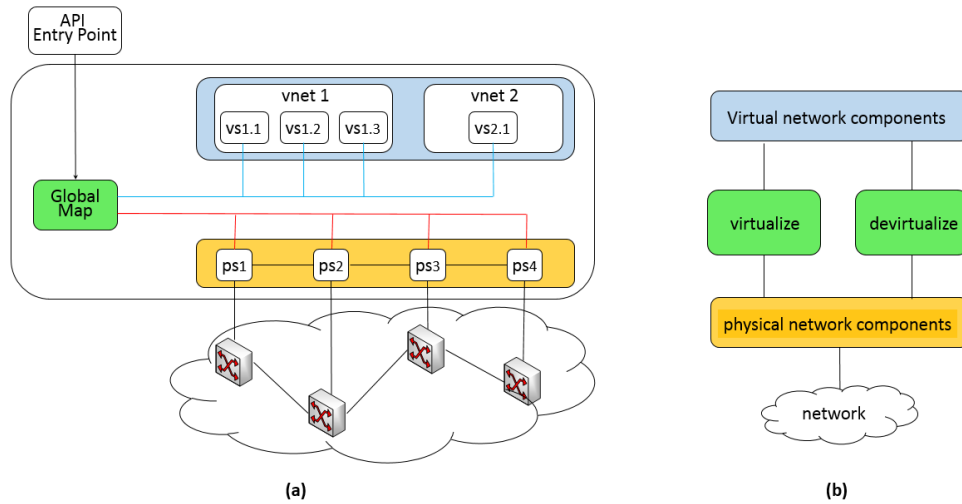 API
Entry Point
vnet 1
vnet 2
vs1.1
vs1.2
vs1.3
vs2.1
Global
Map
ps1
ps2
ps3
ps4
(a)
Virtual network components
virtualize
devirtualize
physical network components
network
(b)